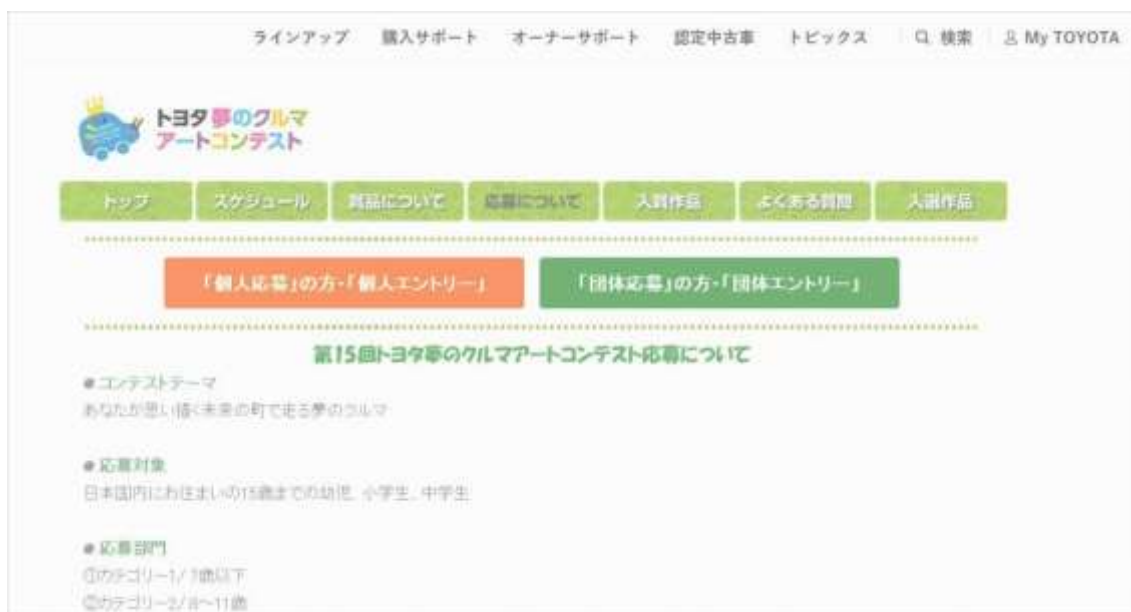 ラインアップ 購入サポート オーナーサポート 認定中古車 トピックス 検索 My TOYOTA
トヨタ夢のクルマ
アートコンテスト
トップ スケジュール 賞品について 応募について 入賞作品 よくある質問 入選作品
「個人応募」の方・「個人エントリー」 「団体応募」の方・「団体エントリー」
第15回トヨタ夢のクルマアートコンテスト応募について
コンテストテーマ
あなたが思い描く未来の町で走る夢のクルマ
応募対象
日本国内にお住まいの15歳までの幼児、小学生、中学生
応募部門
①カテゴリー1/7歳以下
②カテゴリー2/8〜11歳